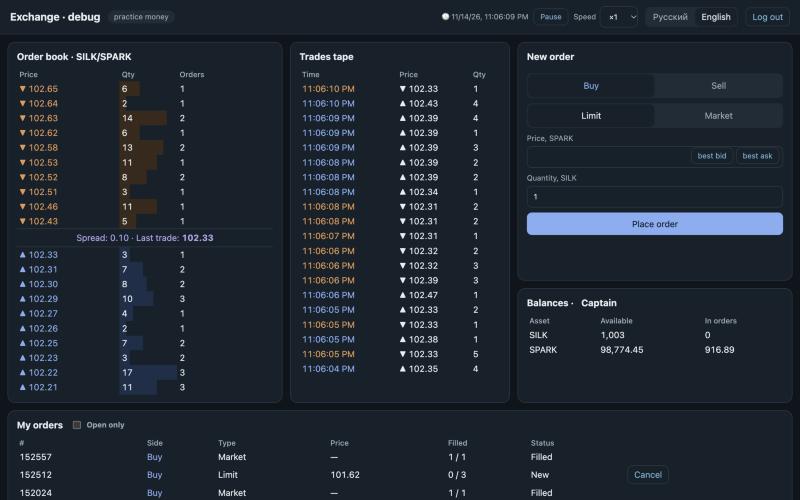 Exchange · debug practice money 11/14/26, 11:06:09 PM Pause Speed ×1 Русский English Log out
Order book · SILK/SPARK
Price Qty Orders
▼ 102.65 6 1
▼ 102.64 2 1
▼ 102.63 14 2
▼ 102.62 6 1
▼ 102.58 13 2
▼ 102.53 11 1
▼ 102.52 8 2
▼ 102.51 3 1
▼ 102.46 11 1
▼ 102.43 5 1
Spread: 0.10 · Last trade: 102.33
▲ 102.33 3 1
▲ 102.31 7 2
▲ 102.30 8 2
▲ 102.29 10 3
▲ 102.27 4 1
▲ 102.26 2 1
▲ 102.25 7 2
▲ 102.23 3 2
▲ 102.22 17 3
▲ 102.21 11 3
Trades tape
Time Price Qty
11:06:10 PM ▼ 102.33 1
11:06:10 PM ▲ 102.43 4
11:06:09 PM ▲ 102.39 4
11:06:09 PM ▲ 102.39 1
11:06:09 PM ▲ 102.39 3
11:06:08 PM ▲ 102.39 2
11:06:08 PM ▲ 102.39 2
11:06:08 PM ▲ 102.34 1
11:06:08 PM ▼ 102.31 2
11:06:08 PM ▼ 102.31 2
11:06:07 PM ▼ 102.31 1
11:06:06 PM ▼ 102.32 2
11:06:06 PM ▼ 102.32 3
11:06:06 PM ▲ 102.39 3
11:06:06 PM ▲ 102.47 1
11:06:05 PM ▲ 102.33 2
11:06:05 PM ▼ 102.33 1
11:06:05 PM ▲ 102.38 1
11:06:05 PM ▼ 102.33 5
11:06:04 PM ▲ 102.35 4
New order
Buy Sell
Limit Market
Price, SPARK
best bid best ask
Quantity, SILK
1
Place order
Balances · Captain
Asset Available In orders
SILK 1,003 0
SPARK 98,774.45 916.89
My orders Open only
# Side Type Price Filled Status
152557 Buy Market — 1 / 1 Filled
152512 Buy Limit 101.62 0 / 3 New Cancel
152024 Buy Market — 1 / 1 Filled